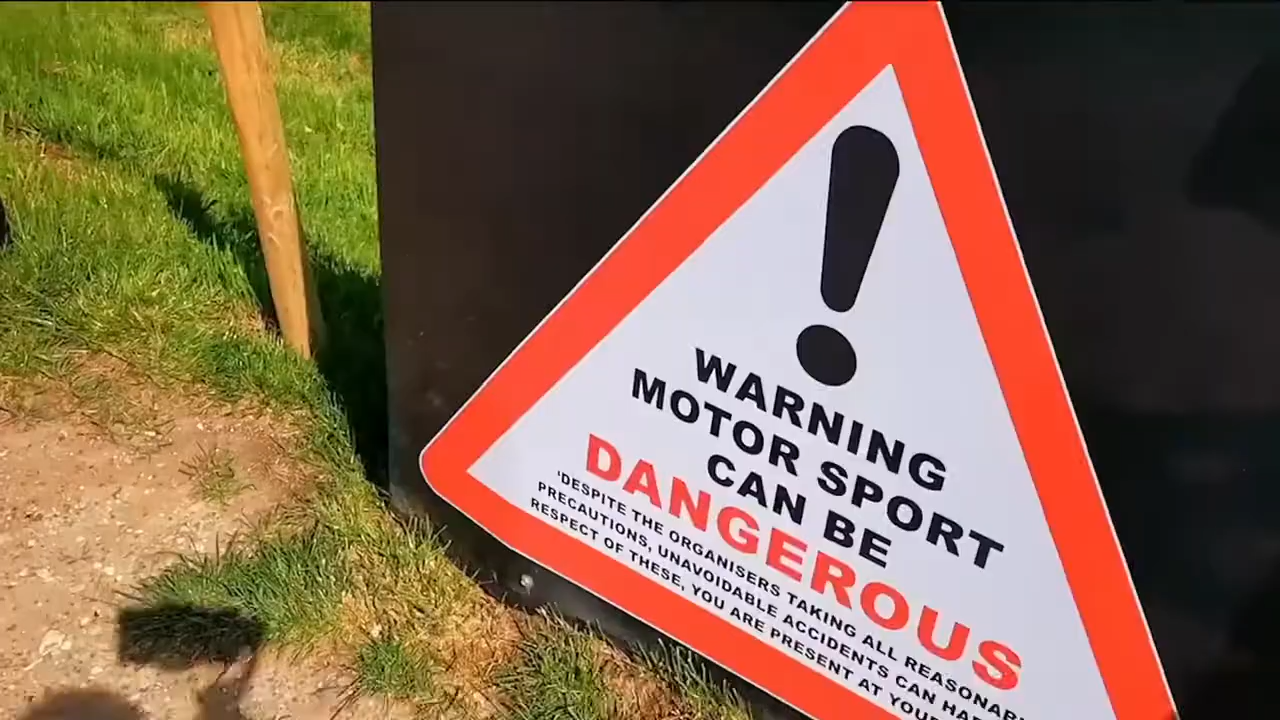 !
WARNING
MOTOR SPORT
CAN BE
DANGEROUS
'DESPITE THE ORGANISERS TAKING ALL
PRECAUTIONS, UNAVOIDABLE ACCIDENTS CAN
RESPECT OF THESE, YOU ARE PRESENT AT